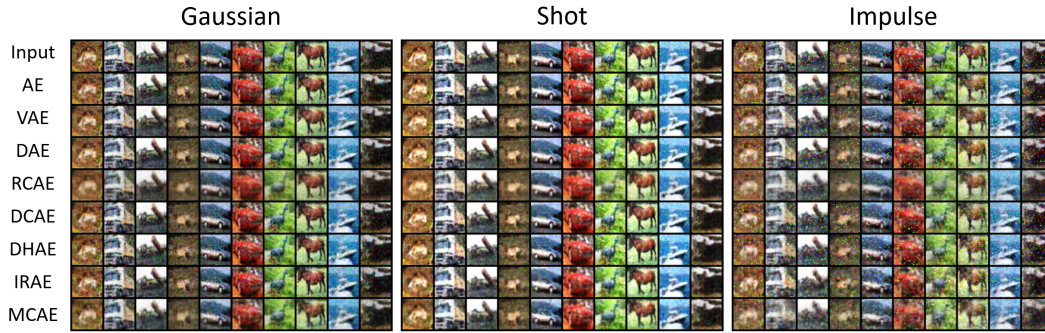 Gaussian Shot Impulse
Input
AE
VAE
DAE
RCAE
DCAE
DHAE
IRAE
MCAE